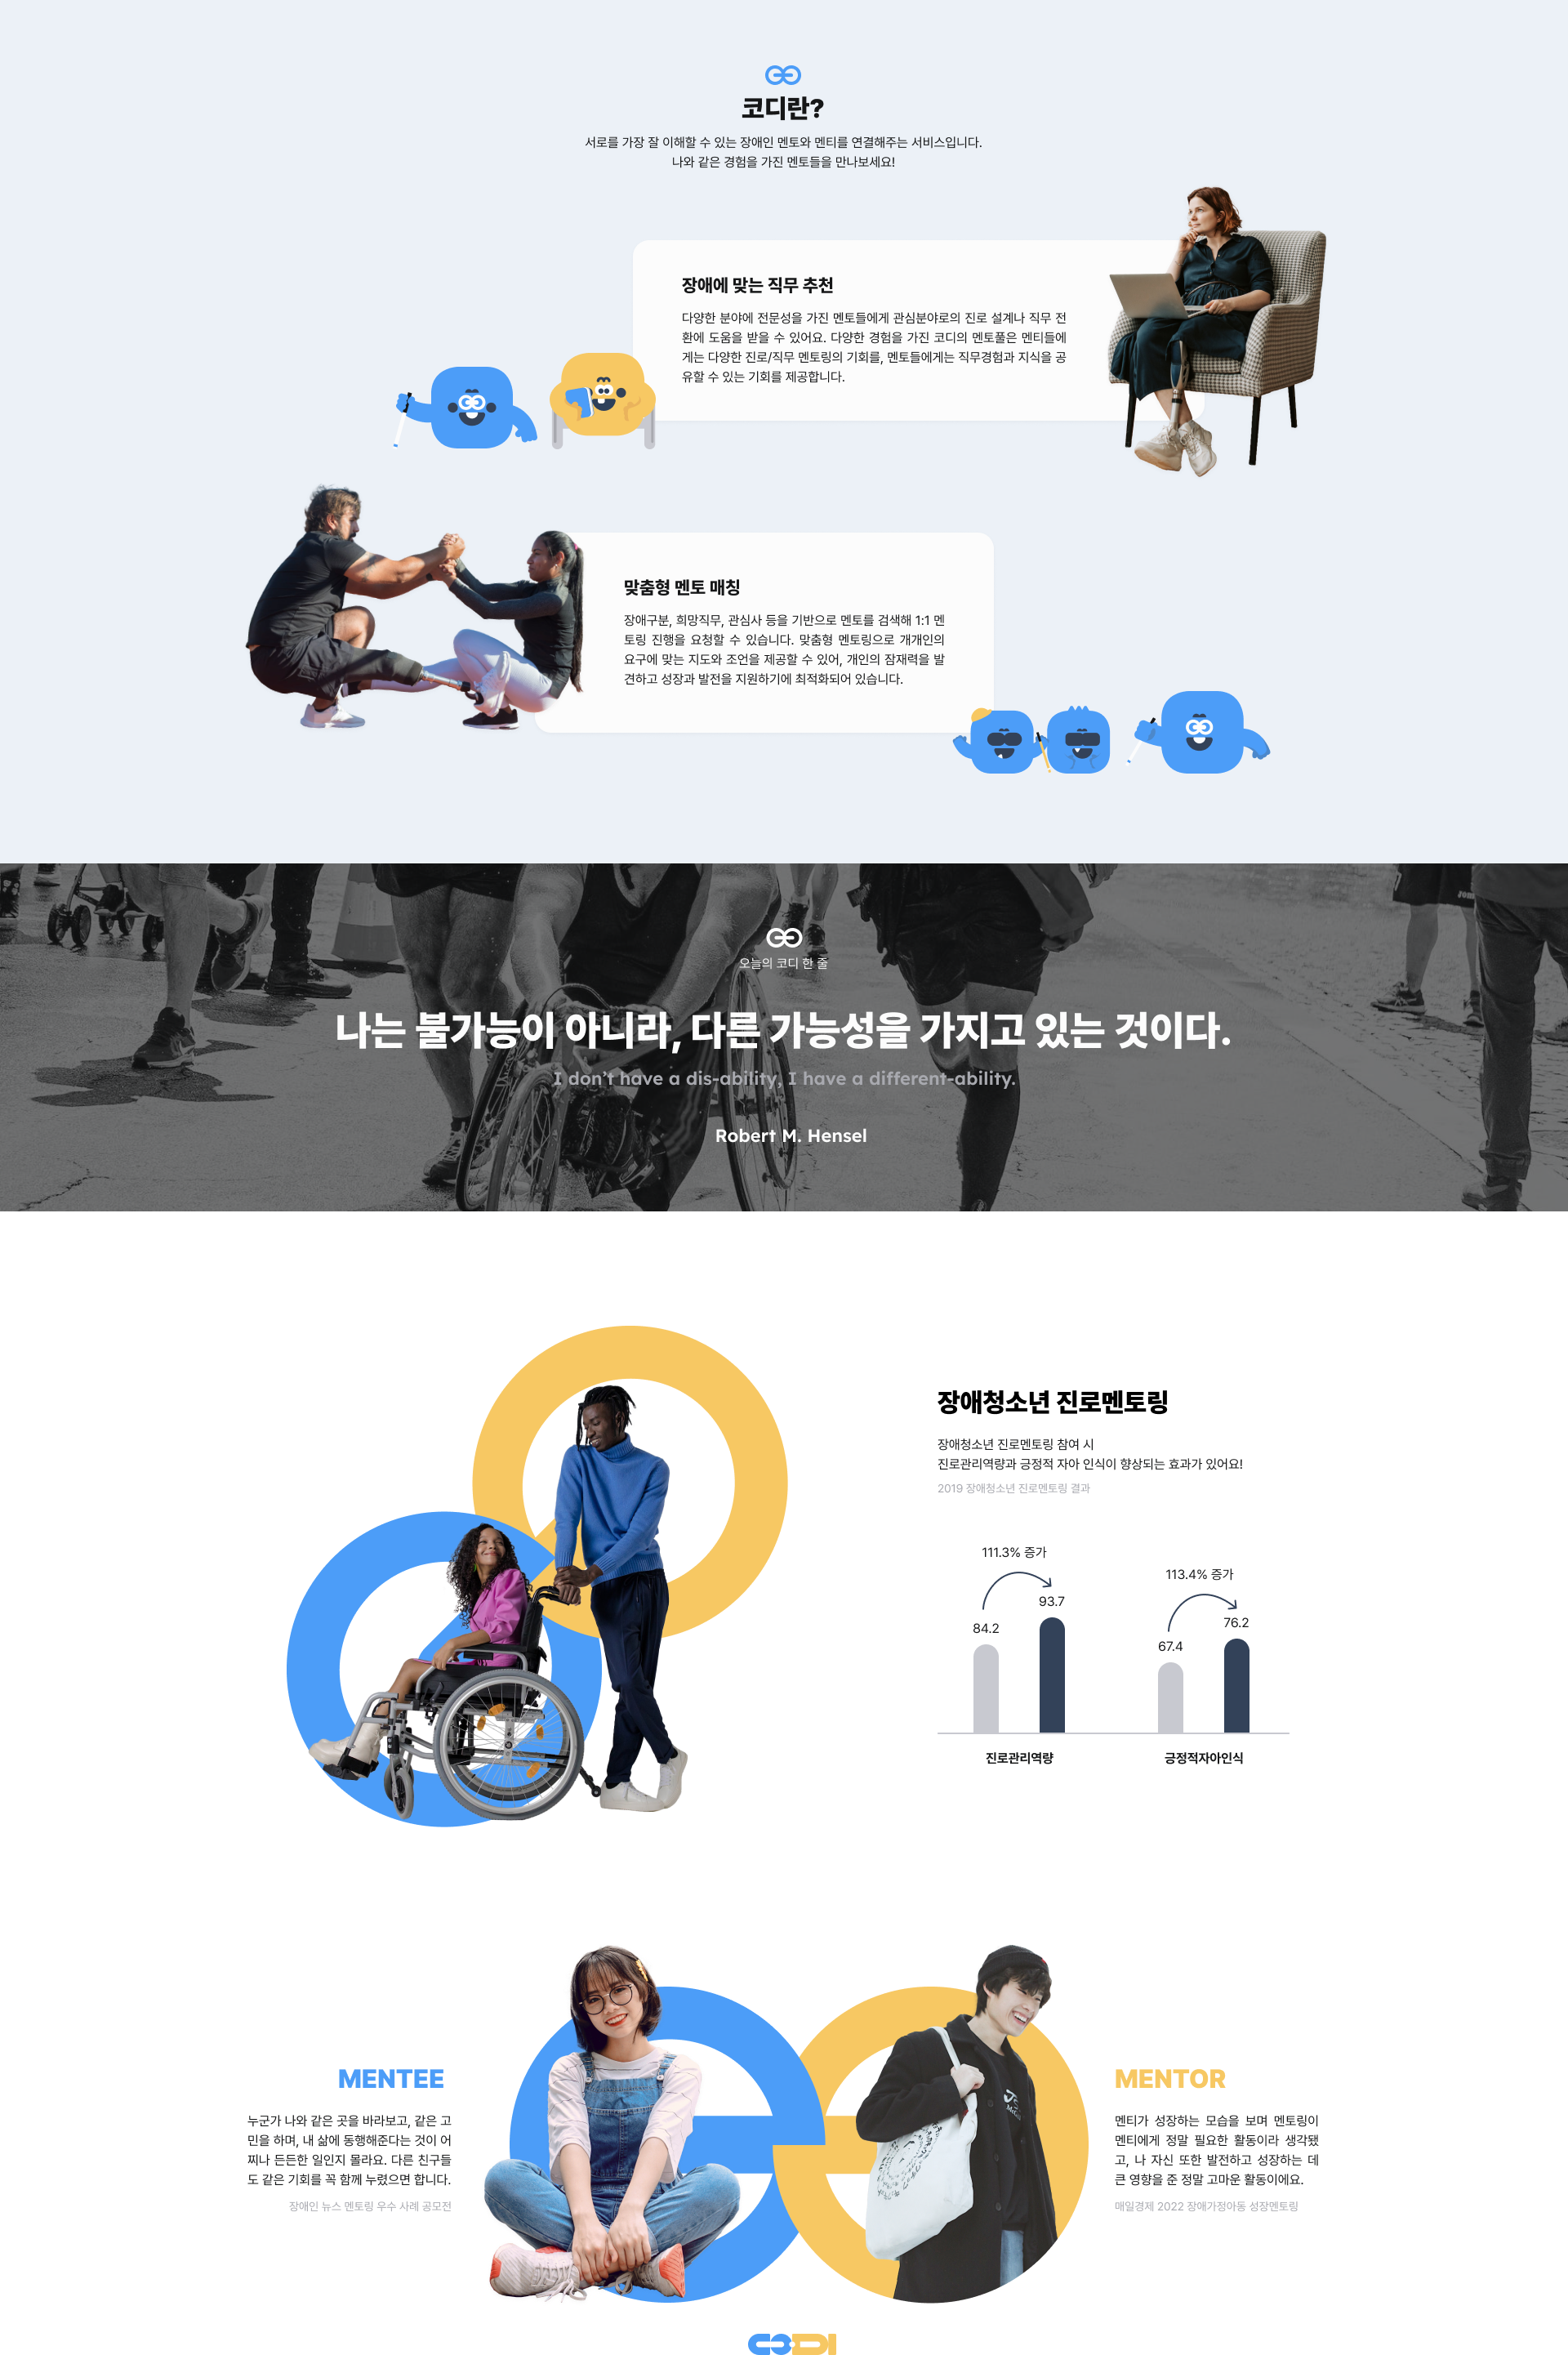 코디란?
서로를 가장 잘 이해할 수 있는 장애인 멘토와 멘티를 연결해주는 서비스입니다.
나와 같은 경험을 가진 멘토들을 만나보세요!
장애에 맞는 직무 추천
다양한 분야에 전문성을 가진 멘토들에게 관심분야로의 진로 설계나 직무 전
환에 도움을 받을 수 있어요. 다양한 경험을 가진 코디의 멘토풀은 멘티들에
게는 다양한 진로/직무 멘토링의 기회를, 멘토들에게는 직무경험과 지식을 공
유할 수 있는 기회를 제공합니다.
맞춤형 멘토 매칭
장애구분, 희망직무, 관심사 등을 기반으로 멘토를 검색해 1:1 멘
토링 진행을 요청할 수 있습니다. 맞춤형 멘토링으로 개개인의
요구에 맞는 지도와 조언을 제공할 수 있어, 개인의 잠재력을 발
견하고 성장과 발전을 지원하기에 최적화되어 있습니다.
오늘의 코디 한 줄
나는 불가능이 아니라, 다른 가능성을 가지고 있는 것이다.
I don’t have a dis-ability, I have a different-ability.
Robert M. Hensel
장애청소년 진로멘토링
장애청소년 진로멘토링 참여 시
진로관리역량과 긍정적 자아 인식이 향상되는 효과가 있어요!
2019 장애청소년 진로멘토링 결과
111.3% 증가
113.4% 증가
93.7
84.2
76.2
67.4
진로관리역량
긍정적자아인식
MENTEE
누군가 나와 같은 곳을 바라보고, 같은 고
민을 하며, 내 삶에 동행해준다는 것이 어
찌나 든든한 일인지 몰라요. 다른 친구들
도 같은 기회를 꼭 함께 누렸으면 합니다.
장애인 뉴스 멘토링 우수 사례 공모전
MENTOR
멘티가 성장하는 모습을 보며 멘토링이
멘티에게 정말 필요한 활동이라 생각됐
고, 나 자신 또한 발전하고 성장하는 데
큰 영향을 준 정말 고마운 활동이에요.
매일경제 2022 장애가정아동 성장멘토링
CODI